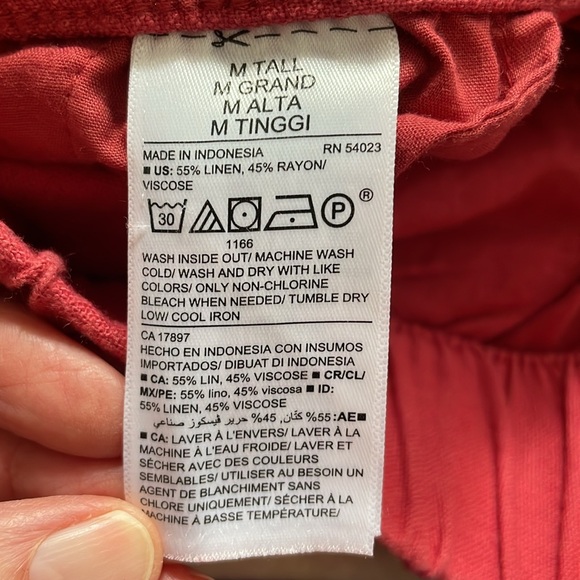 M TALL
M GRAND
M ALTA
M TINGGI
MADE IN INDONESIA RN 54023
■ US: 55% LINEN, 45% RAYON/
VISCOSE
30 P ®
1166
WASH INSIDE OUT/ MACHINE WASH
COLD/ WASH AND DRY WITH LIKE
COLORS/ ONLY NON-CHLORINE
BLEACH WHEN NEEDED/ TUMBLE DRY
LOW/ COOL IRON
CA 17897
HECHO EN INDONESIA CON INSUMOS
IMPORTADOS/ DIBUAT DI INDONESIA
■ CA: 55% LIN, 45% VISCOSE ■ CR/CL/
MX/PE: 55% lino, 45% viscosa ■ ID:
55% LINEN, 45% VISCOSE
■AE: 55% كتّان, 45% حرير فيسكوز صناعي
■ CA: LAVER À L'ENVERS/ LAVER À LA
MACHINE À L'EAU FROIDE/ LAVER ET
SÉCHER AVEC DES COULEURS
SEMBLABLES/ UTILISER AU BESOIN UN
AGENT DE BLANCHIMENT SANS
CHLORE UNIQUEMENT/ SÉCHER À LA
MACHINE À BASSE TEMPÉRATURE/